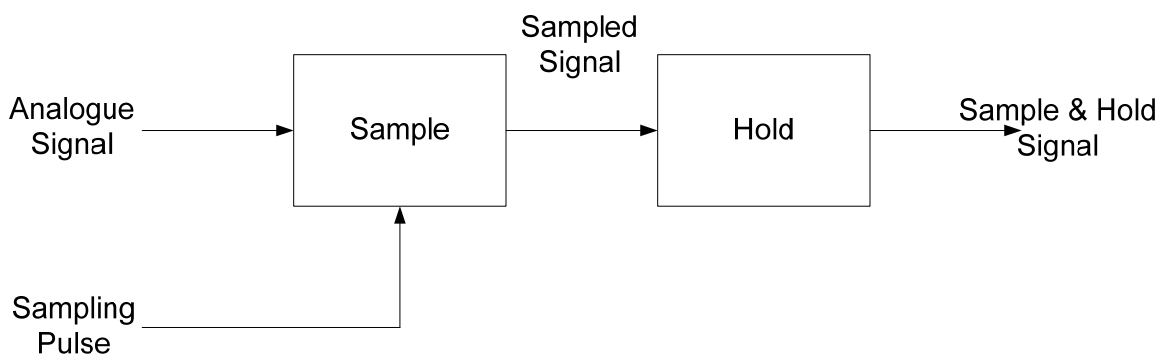 Sampled
Signal
Analogue
Signal
Sample
Hold
Sample & Hold
Signal
Sampling
Pulse